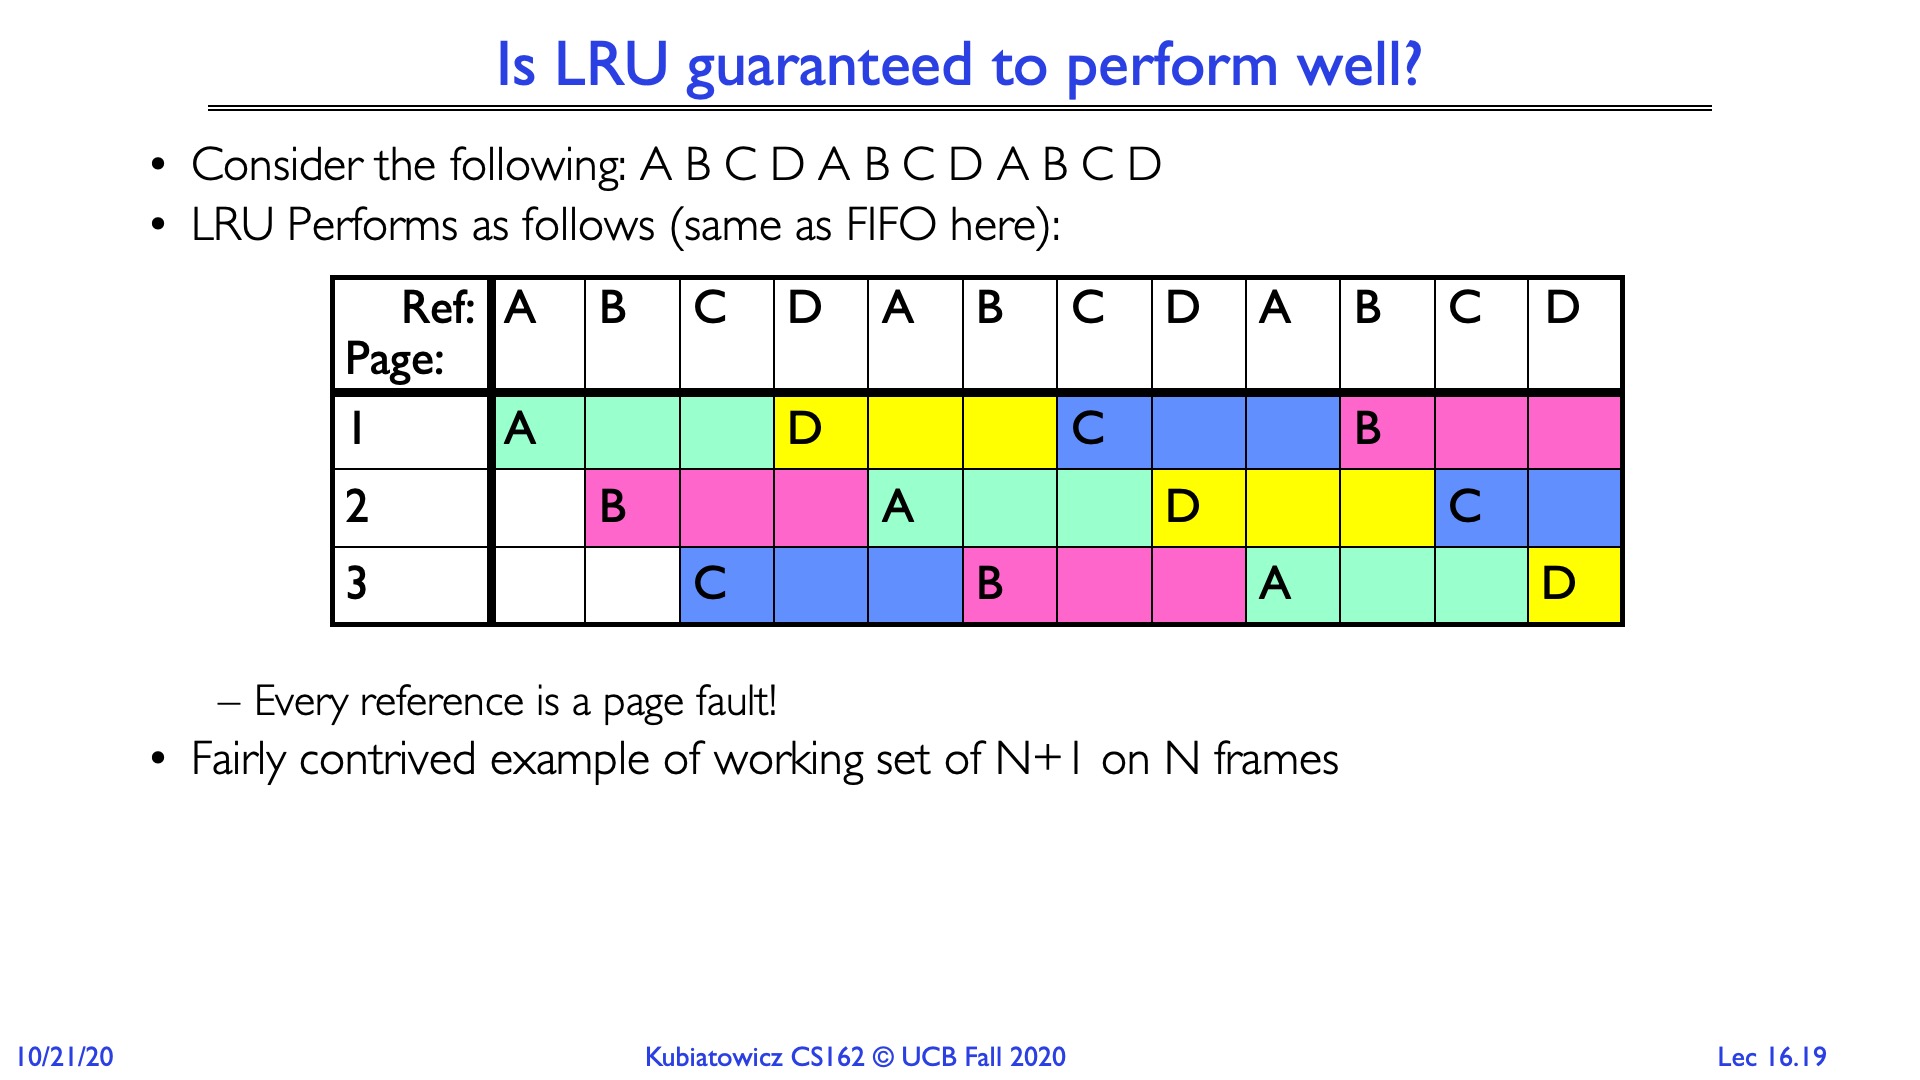 Is LRU guaranteed to perform well?
• Consider the following: A B C D A B C D A B C D
• LRU Performs as follows (same as FIFO here):
Ref: A B C D A B C D A B C D
Page:
1 A D C B
2 B A D C
3 C B A D
– Every reference is a page fault!
• Fairly contrived example of working set of N+1 on N frames
10/21/20 Kubiatowicz CS162 © UCB Fall 2020 Lec 16.19